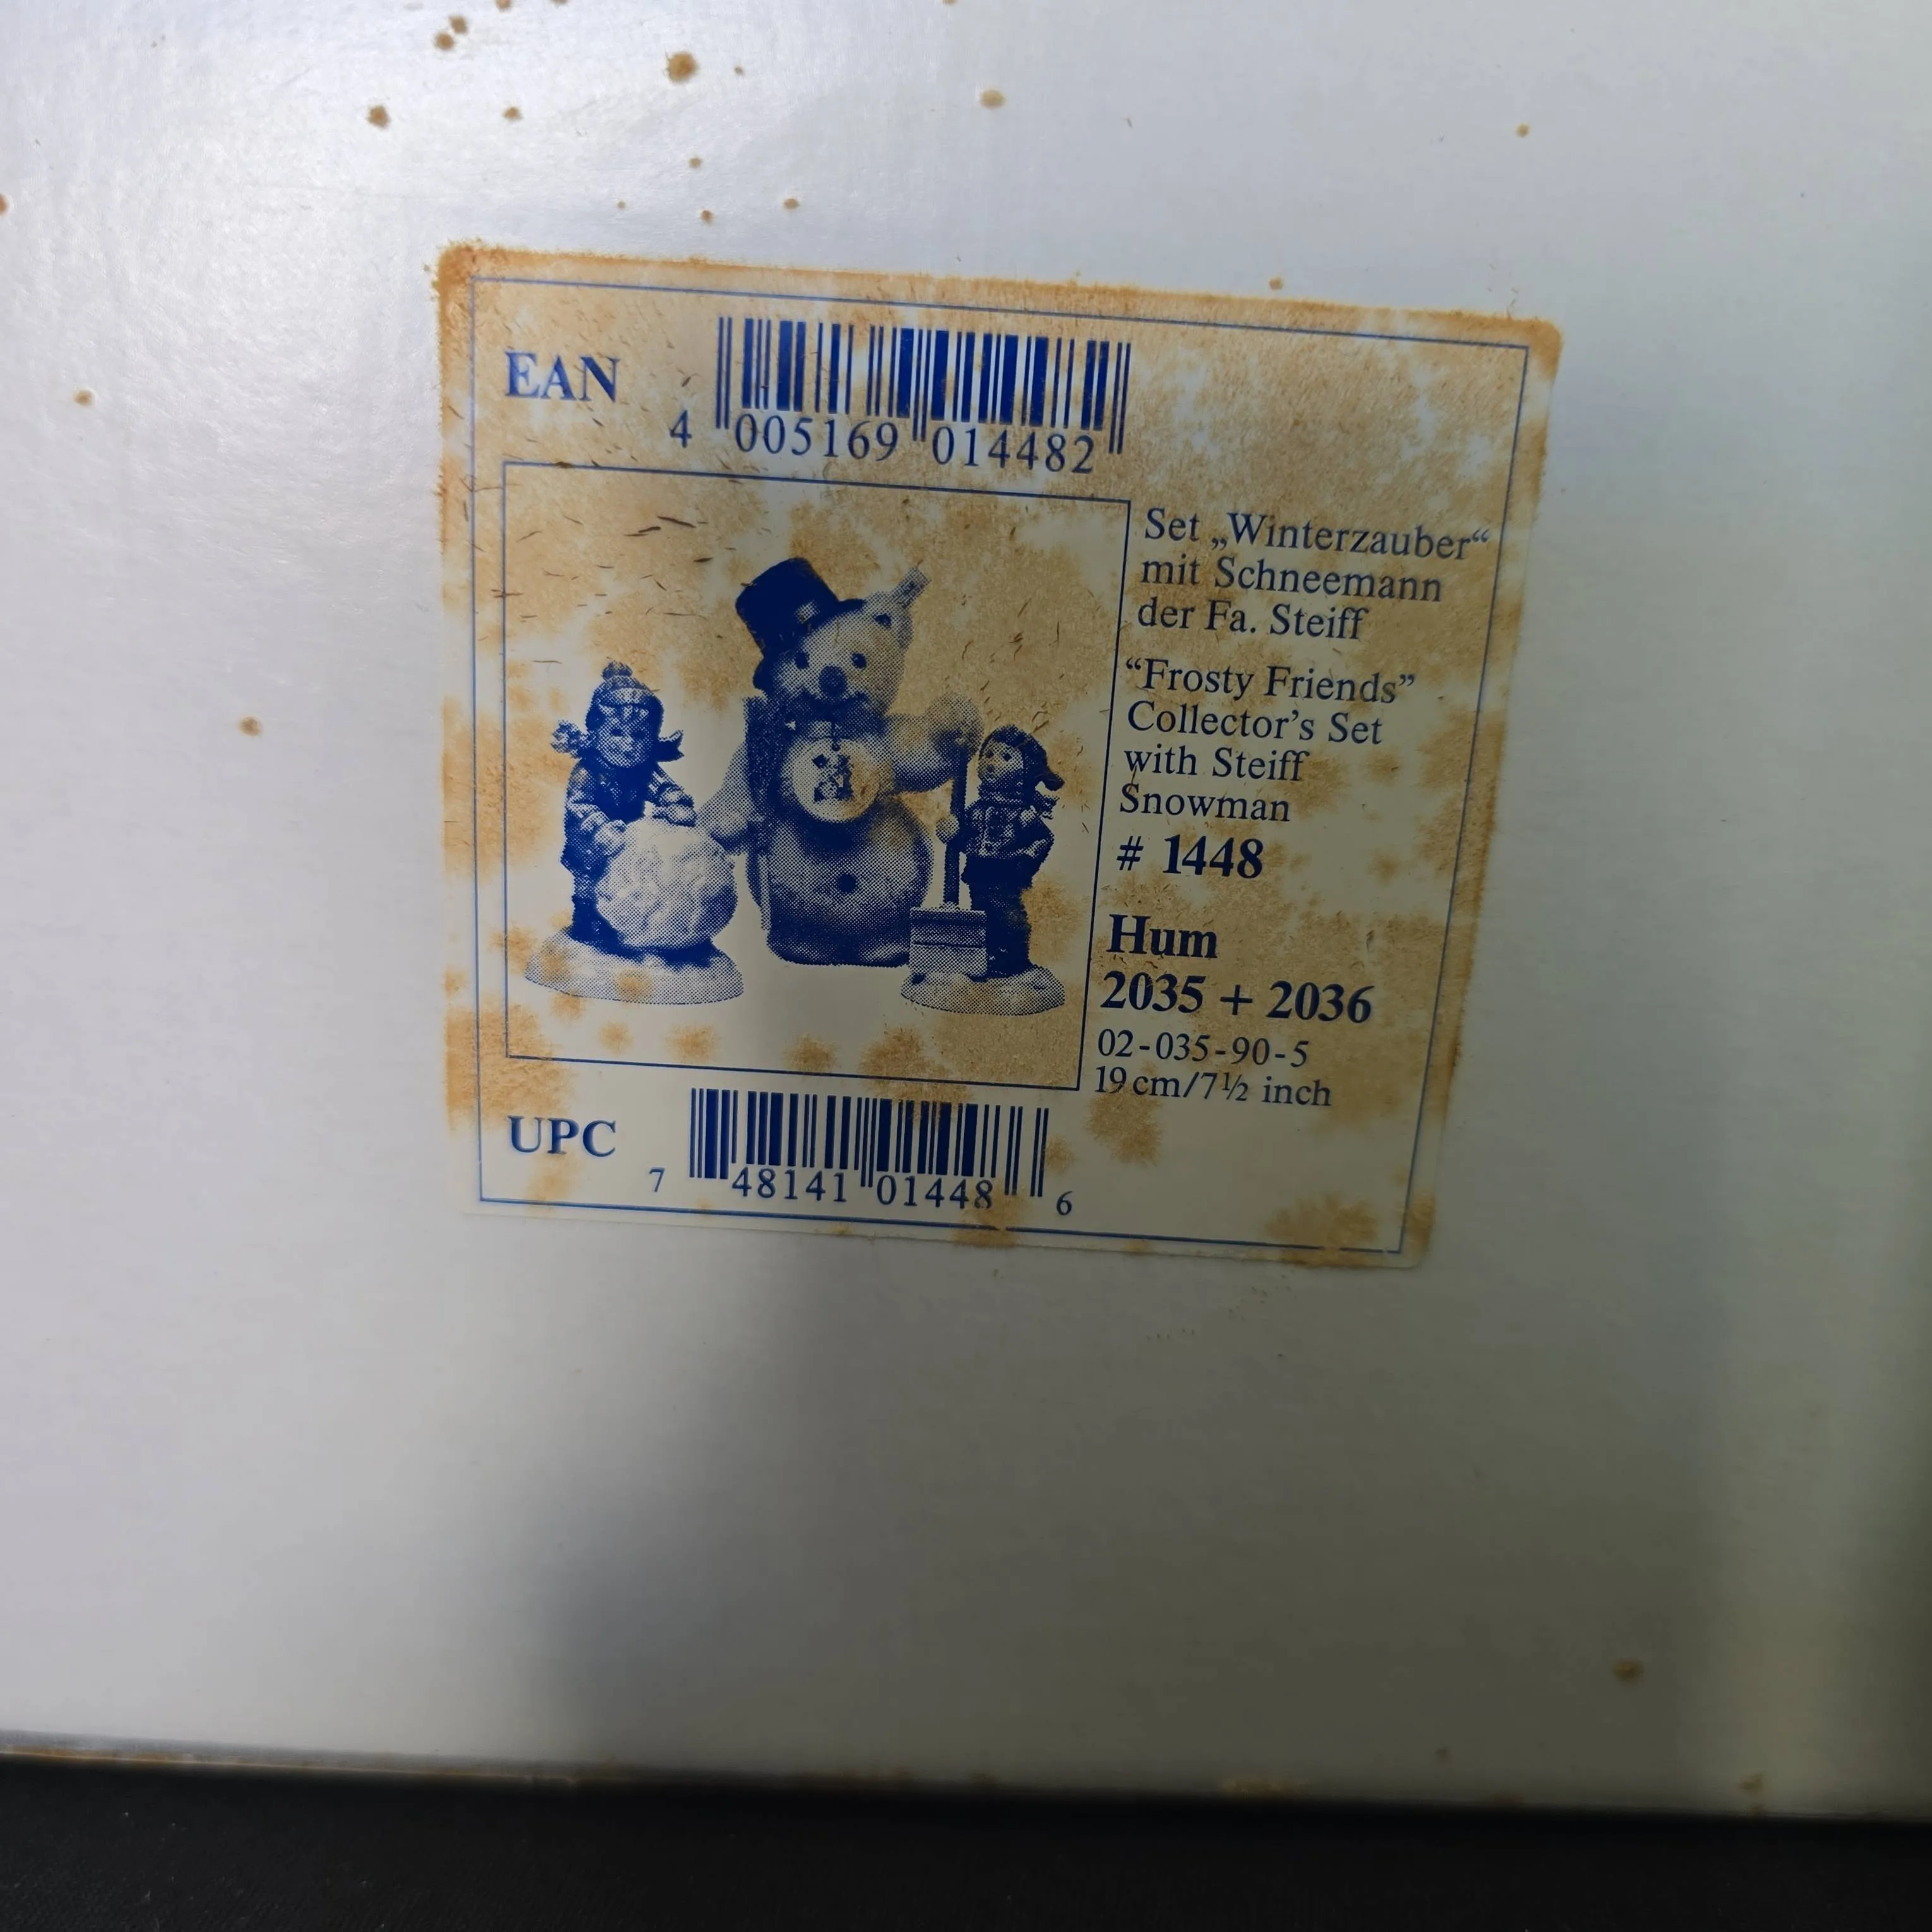 EAN
4 005169 014482
Set „Winterzauber“
mit Schneemann
der Fa. Steiff
“Frosty Friends”
Collector’s Set
with Steiff
Snowman
# 1448
Hum
2035 + 2036
02-035-90-5
19 cm/7½ inch
UPC
7 48141 01448 6